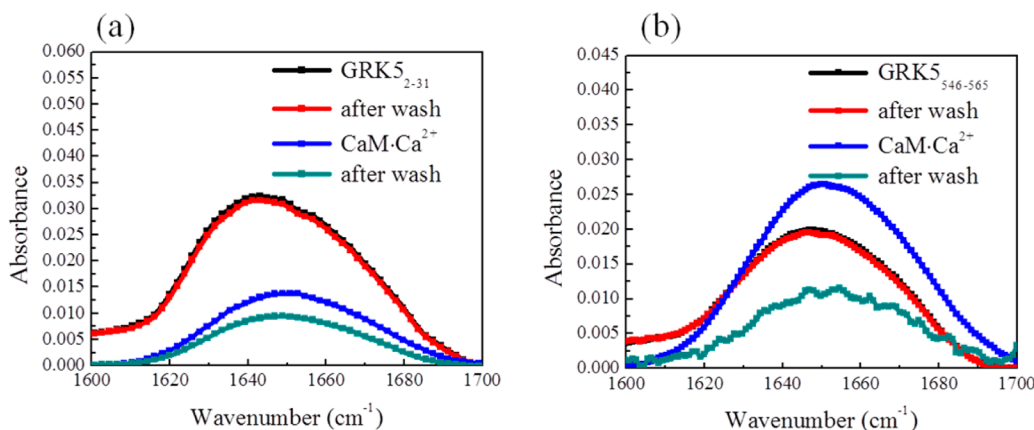 (a)
0.060
0.055
0.050
0.045
0.040
0.035
0.030
0.025
0.020
0.015
0.010
0.005
0.000
Absorbance
GRK5₂₋₃₁
after wash
CaM·Ca²⁺
after wash
1600 1620 1640 1660 1680 1700
Wavenumber (cm⁻¹)
(b)
0.045
0.040
0.035
0.030
0.025
0.020
0.015
0.010
0.005
0.000
Absorbance
GRK5₅₄₆₋₅₆₅
after wash
CaM·Ca²⁺
after wash
1600 1620 1640 1660 1680 1700
Wavenumber (cm⁻¹)